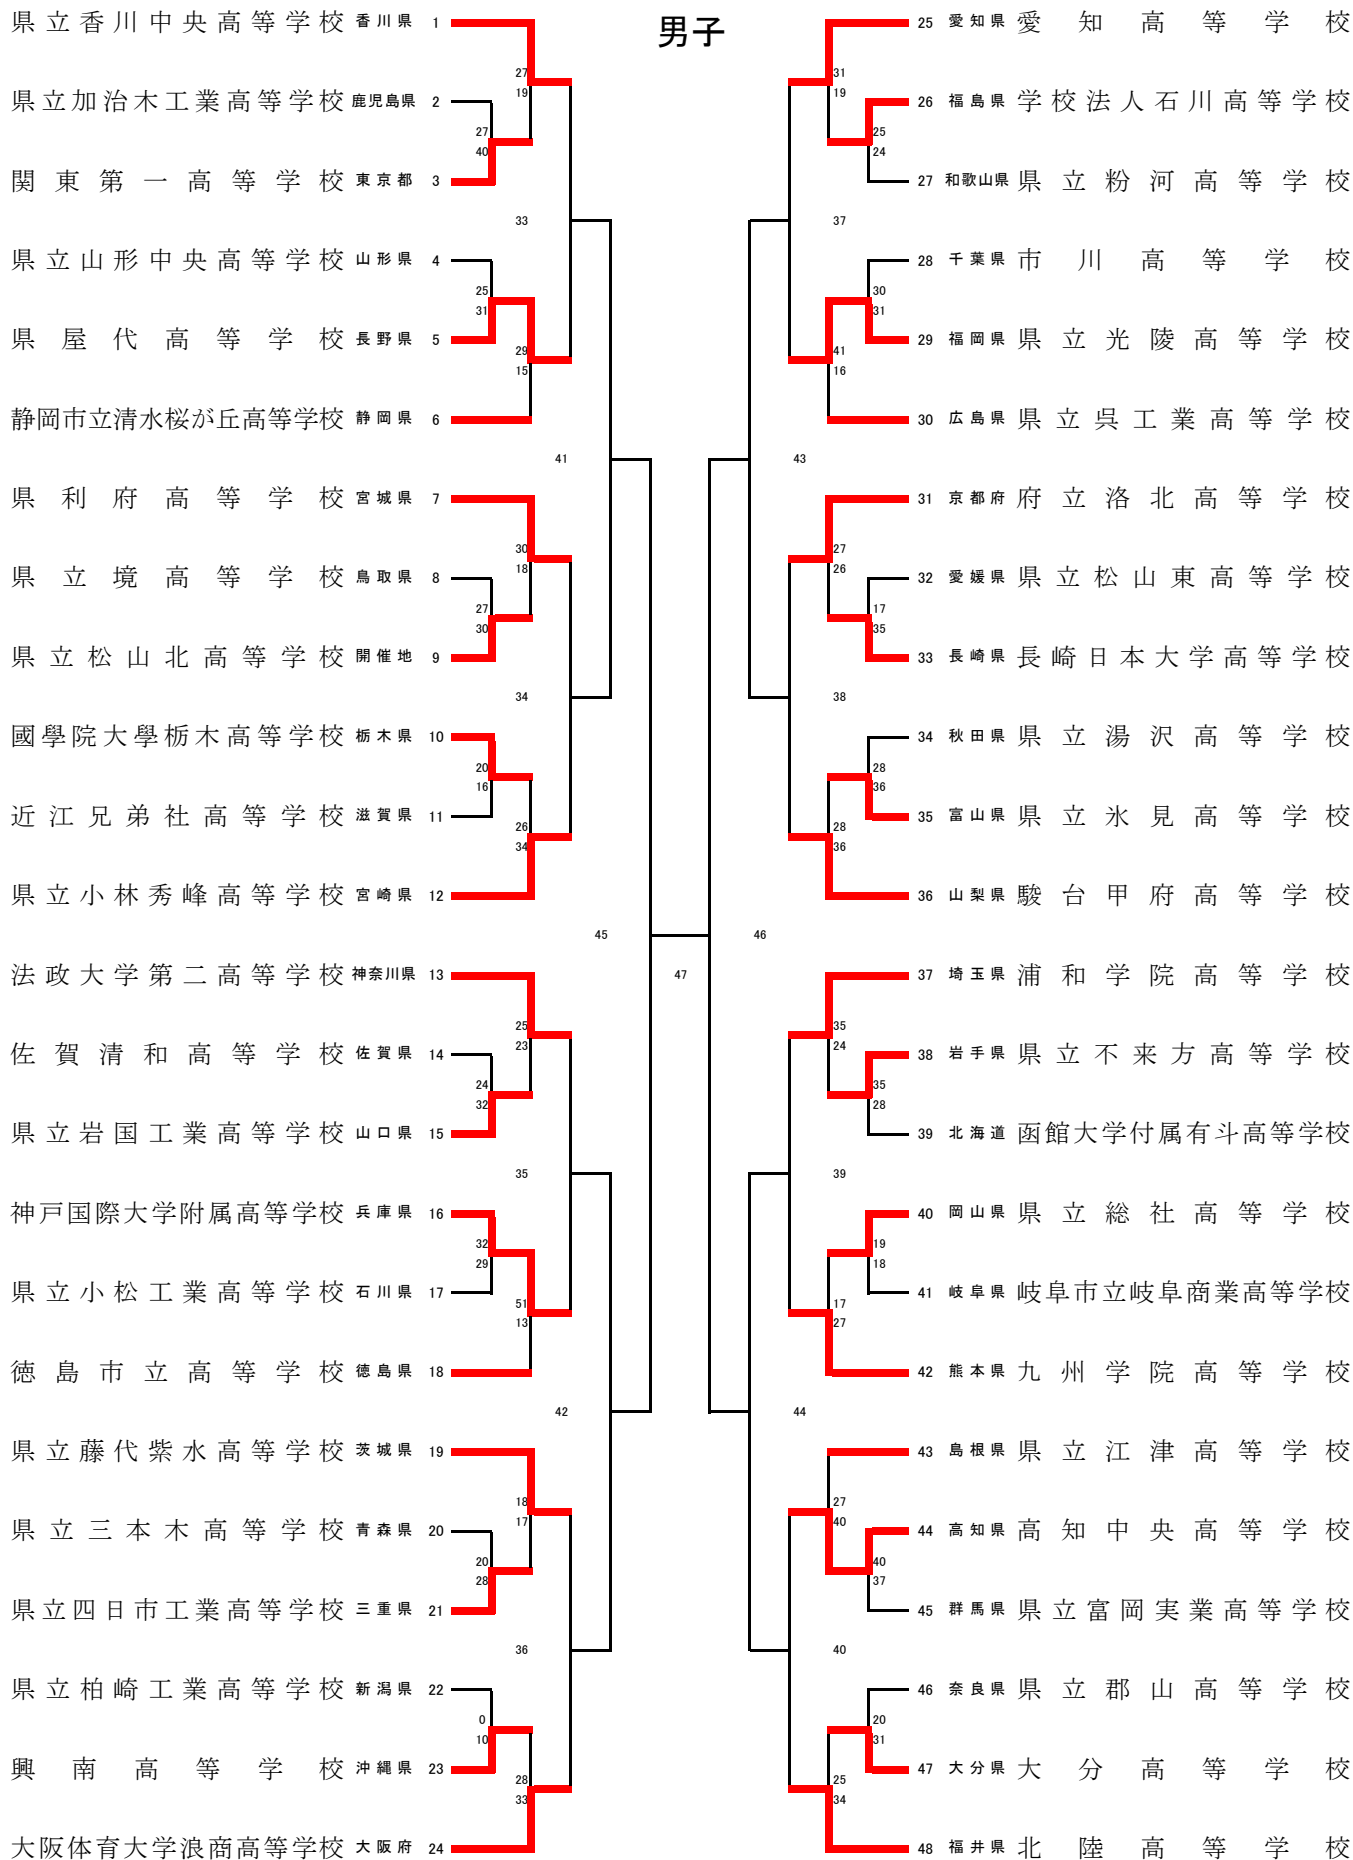 男子
県立香川中央高等学校 香川県 1
27
19
県立加治木工業高等学校 鹿児島県 2
27
40
関東第一高等学校 東京都 3
33
県立山形中央高等学校 山形県 4
25
31
県屋代高等学校 長野県 5
29
15
静岡市立清水桜が丘高等学校 静岡県 6
41
県利府高等学校 宮城県 7
30
18
県立境高等学校 鳥取県 8
27
30
県立松山北高等学校 開催地 9
34
國學院大學栃木高等学校 栃木県 10
20
16
近江兄弟社高等学校 滋賀県 11
26
34
県立小林秀峰高等学校 宮崎県 12
45
法政大学第二高等学校 神奈川県 13
25
23
佐賀清和高等学校 佐賀県 14
24
32
県立岩国工業高等学校 山口県 15
35
神戸国際大学附属高等学校 兵庫県 16
32
29
県立小松工業高等学校 石川県 17
51
13
徳島市立高等学校 徳島県 18
42
県立藤代紫水高等学校 茨城県 19
18
17
県立三本木高等学校 青森県 20
20
28
県立四日市工業高等学校 三重県 21
36
県立柏崎工業高等学校 新潟県 22
0
10
興南高等学校 沖縄県 23
28
33
大阪体育大学浪商高等学校 大阪府 24
47
25 愛知県 愛知高等学校
31
19
26 福島県 学校法人石川高等学校
25
24
27 和歌山県 県立粉河高等学校
37
28 千葉県 市川高等学校
30
31
29 福岡県 県立光陵高等学校
41
16
30 広島県 県立呉工業高等学校
43
31 京都府 府立洛北高等学校
27
26
32 愛媛県 県立松山東高等学校
17
35
33 長崎県 長崎日本大学高等学校
38
34 秋田県 県立湯沢高等学校
28
36
35 富山県 県立氷見高等学校
28
36
36 山梨県 駿台甲府高等学校
46
37 埼玉県 浦和学院高等学校
35
24
38 岩手県 県立不来方高等学校
35
28
39 北海道 函館大学付属有斗高等学校
39
40 岡山県 県立総社高等学校
19
18
41 岐阜県 岐阜市立岐阜商業高等学校
17
27
42 熊本県 九州学院高等学校
44
43 島根県 県立江津高等学校
27
40
44 高知県 高知中央高等学校
40
37
45 群馬県 県立富岡実業高等学校
40
46 奈良県 県立郡山高等学校
20
31
47 大分県 大分高等学校
25
34
48 福井県 北陸高等学校